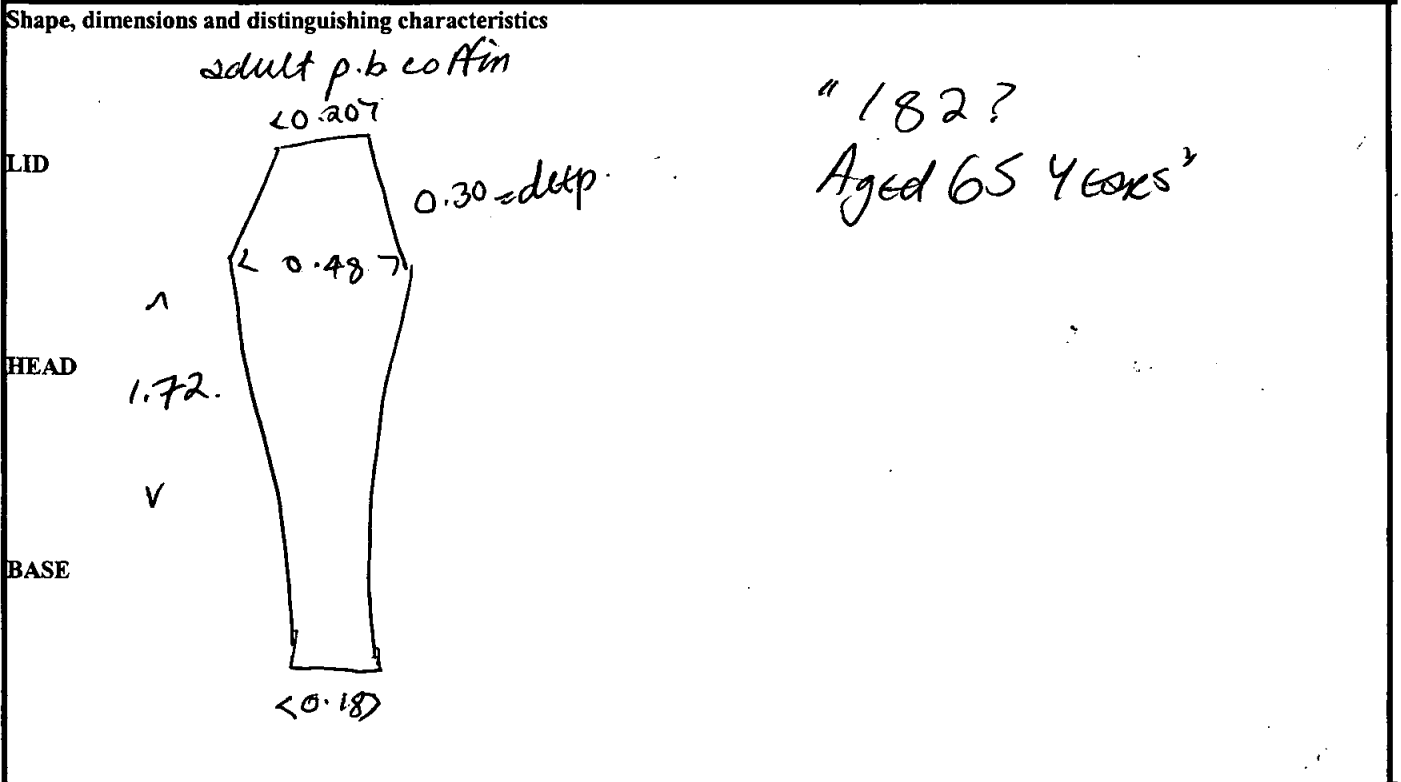 Shape, dimensions and distinguishing characteristics
adult p.b coffin
<0.20>
LID
0.30 = deep.
"182?
Aged 65 Years"
< 0.48 >
^
HEAD
1.72.
v
BASE
<0.18>